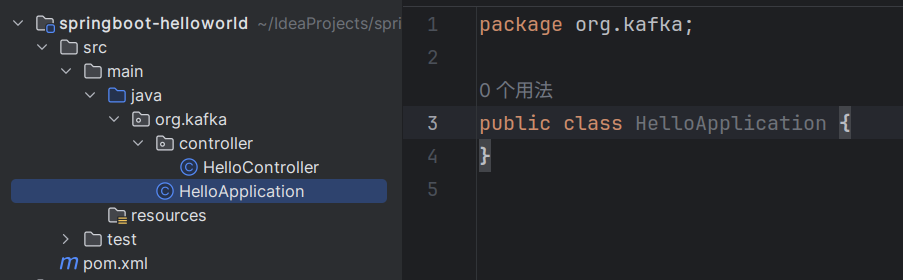 springboot-helloworld ~/IdeaProjects/spri
src
main
java
org.kafka
controller
HelloController
HelloApplication
resources
test
pom.xml
1 package org.kafka;
2
0 个用法
3 public class HelloApplication {
4 }
5